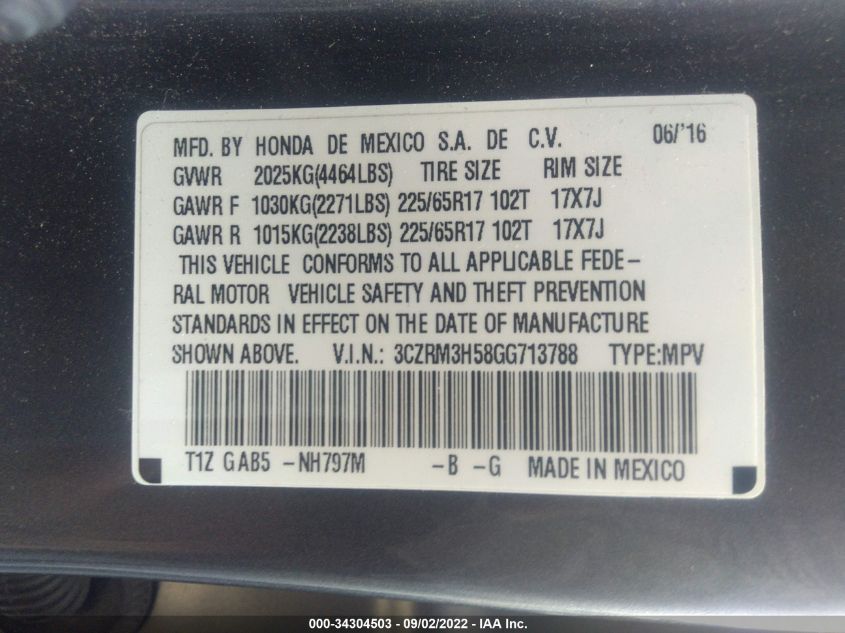 MFD. BY HONDA DE MEXICO S.A. DE C.V. 06/'16
GVWR 2025KG(4464LBS) TIRE SIZE RIM SIZE
GAWR F 1030KG(2271LBS) 225/65R17 102T 17X7J
GAWR R 1015KG(2238LBS) 225/65R17 102T 17X7J
THIS VEHICLE CONFORMS TO ALL APPLICABLE FEDE-
RAL MOTOR VEHICLE SAFETY AND THEFT PREVENTION
STANDARDS IN EFFECT ON THE DATE OF MANUFACTURE
SHOWN ABOVE. V.I.N.: 3CZRM3H58GG713788 TYPE:MPV
T1Z GAB5 -NH797M -B -G MADE IN MEXICO
000-34304503 - 09/02/2022 - IAA Inc.